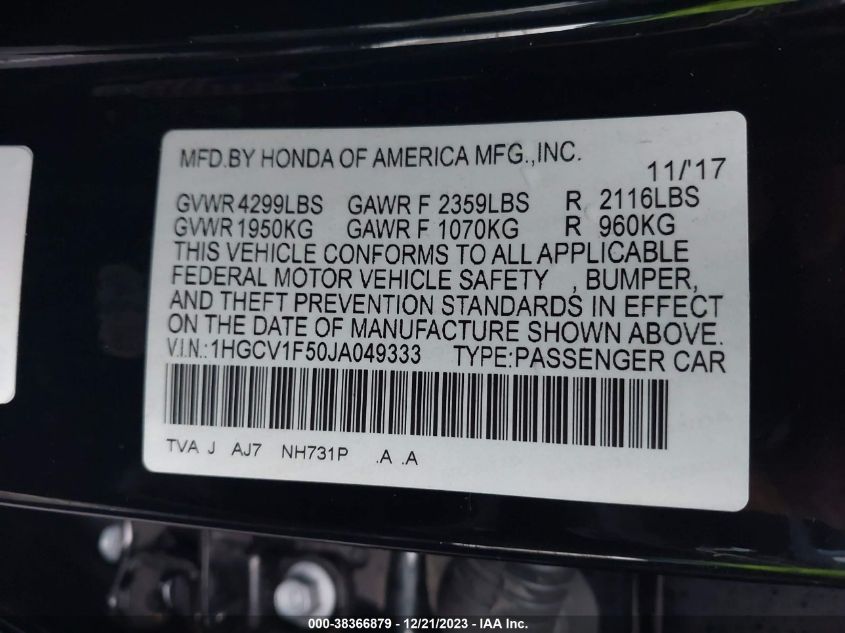 MFD.BY HONDA OF AMERICA MFG.,INC.
11/'17
GVWR 4299LBS GAWR F 2359LBS R 2116LBS
GVWR 1950KG GAWR F 1070KG R 960KG
THIS VEHICLE CONFORMS TO ALL APPLICABLE
FEDERAL MOTOR VEHICLE SAFETY , BUMPER,
AND THEFT PREVENTION STANDARDS IN EFFECT
ON THE DATE OF MANUFACTURE SHOWN ABOVE.
V.I.N.:1HGCV1F50JA049333 TYPE:PASSENGER CAR
TVA J AJ7 NH731P .A .A
000-38366879 - 12/21/2023 - IAA Inc.